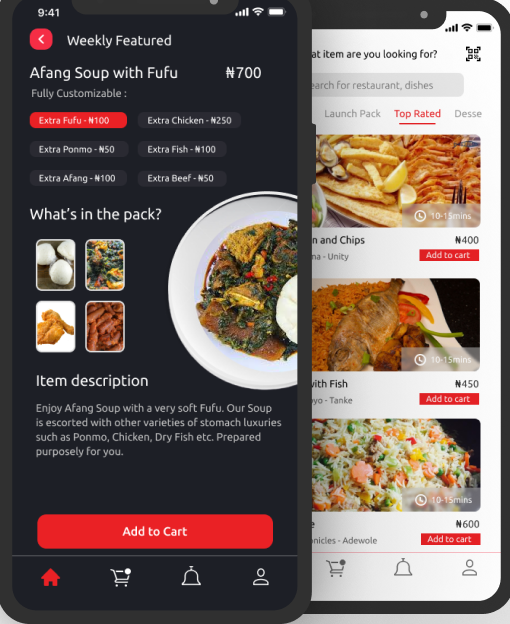 9:41
Weekly Featured
Afang Soup with Fufu ₦700
Fully Customizable :
Extra Fufu - ₦100 Extra Chicken - ₦250
Extra Ponmo - ₦50 Extra Fish - ₦100
Extra Afang - ₦100 Extra Beef - ₦50
What's in the pack?
Item description
Enjoy Afang Soup with a very soft Fufu. Our Soup
is escorted with other varieties of stomach luxuries
such as Ponmo, Chicken, Dry Fish etc. Prepared
purposely for you.
Add to Cart
at item are you looking for?
earch for restaurant, dishes
Launch Pack Top Rated Desse
10-15mins
n and Chips ₦400
na - Unity Add to cart
10-15mins
with Fish ₦450
oyo - Tanke Add to cart
10-15mins
e ₦600
nicles - Adewole Add to cart